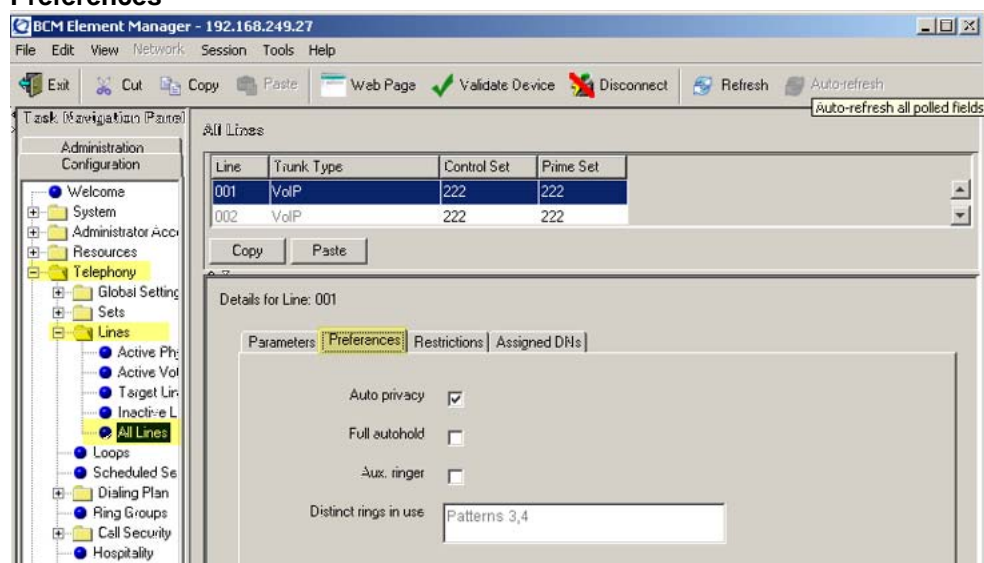 Preferences
BCM Element Manager - 192.168.249.27
File Edit View Network Session Tools Help
Exit Cut Copy Paste Web Page Validate Device Disconnect Refresh Auto-refresh
Auto-refresh all polled fields
Task Navigation Panel
Administration
Configuration
Welcome
System
Administrator Acc
Resources
Telephony
Global Setting
Sets
Lines
Active Phy
Active VoI
Target Lin
Inactive L
All Lines
Loops
Scheduled Se
Dialing Plan
Ring Groups
Call Security
Hospitality
All Lines
Line Trunk Type Control Set Prime Set
001 VoIP 222 222
002 VoIP 222 222
Copy Paste
Details for Line: 001
Parameters Preferences Restrictions Assigned DNs
Auto privacy
Full autohold
Aux. ringer
Distinct rings in use Patterns 3,4